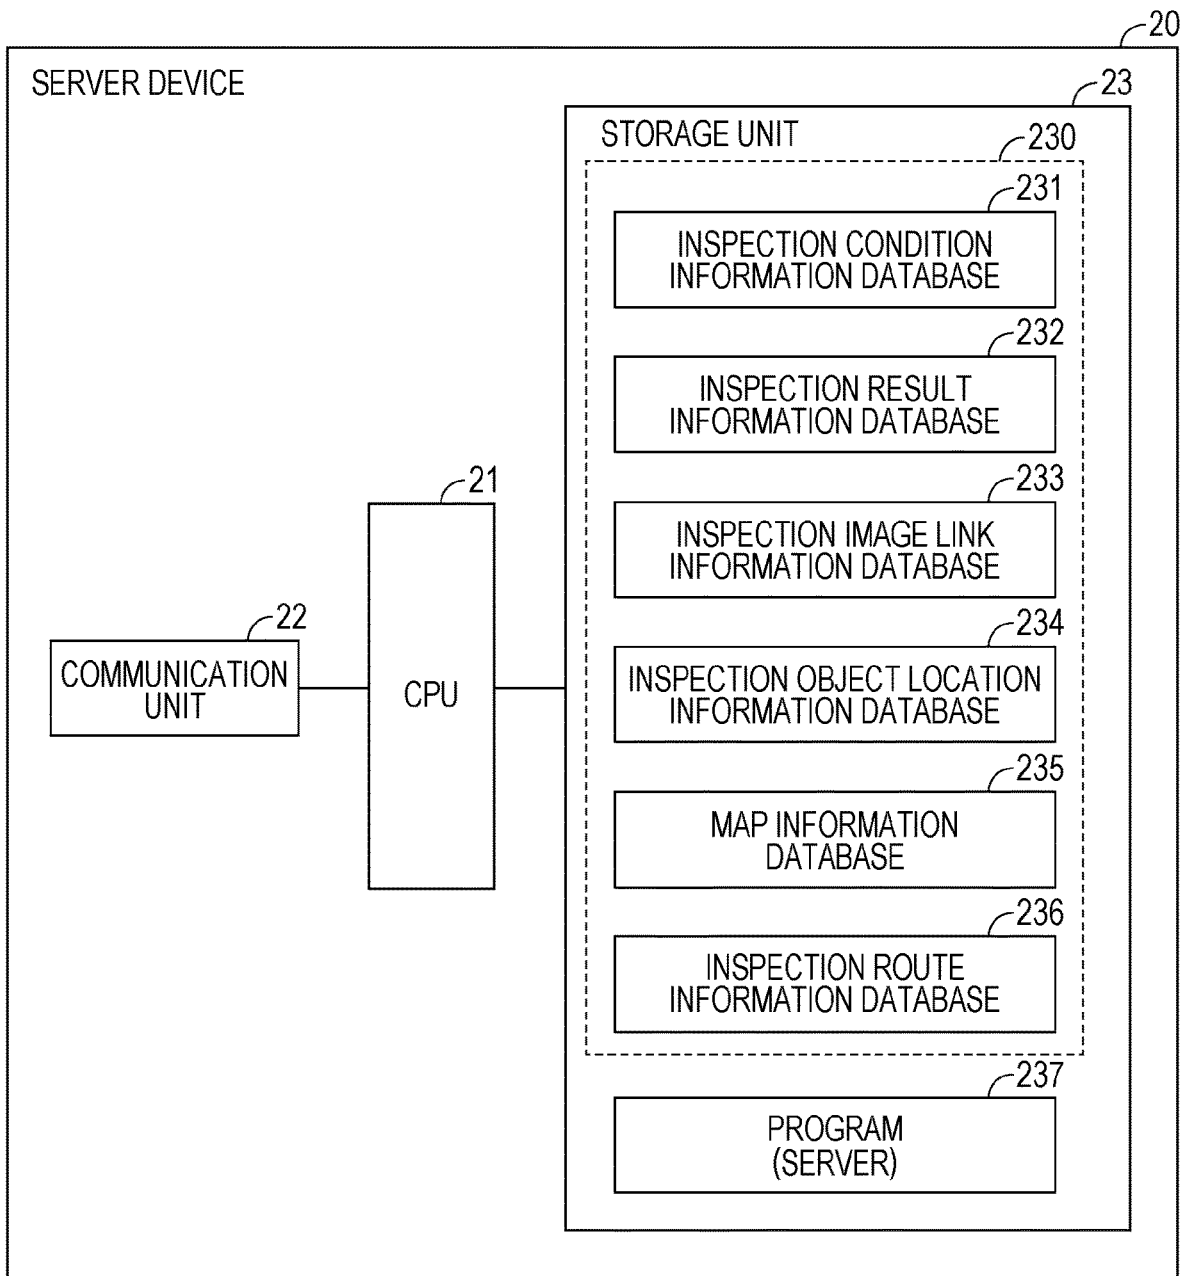 20
SERVER DEVICE
23
STORAGE UNIT
230
231
INSPECTION CONDITION
INFORMATION DATABASE
232
INSPECTION RESULT
INFORMATION DATABASE
233
INSPECTION IMAGE LINK
INFORMATION DATABASE
21
CPU
22
COMMUNICATION
UNIT
234
INSPECTION OBJECT LOCATION
INFORMATION DATABASE
235
MAP INFORMATION
DATABASE
236
INSPECTION ROUTE
INFORMATION DATABASE
237
PROGRAM
(SERVER)